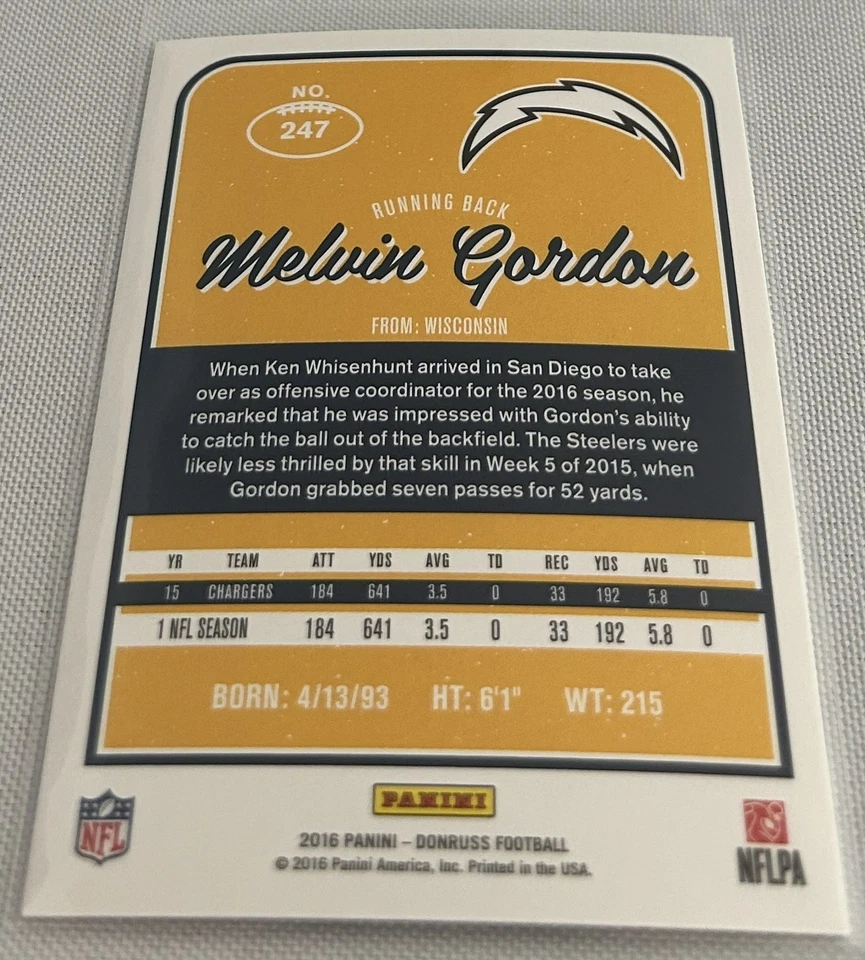 NO.
247
RUNNING BACK
Melvin Gordon
FROM: WISCONSIN
When Ken Whisenhunt arrived in San Diego to take
over as offensive coordinator for the 2016 season, he
remarked that he was impressed with Gordon's ability
to catch the ball out of the backfield. The Steelers were
likely less thrilled by that skill in Week 5 of 2015, when
Gordon grabbed seven passes for 52 yards.
YR TEAM ATT YDS AVG TD REC YDS AVG TD
15 CHARGERS 184 641 3.5 0 33 192 5.8 0
1 NFL SEASON 184 641 3.5 0 33 192 5.8 0
BORN: 4/13/93 HT: 6'1" WT: 215
NFL
PANINI
2016 PANINI – DONRUSS FOOTBALL
© 2016 Panini America, Inc. Printed in the USA.
NFLPA